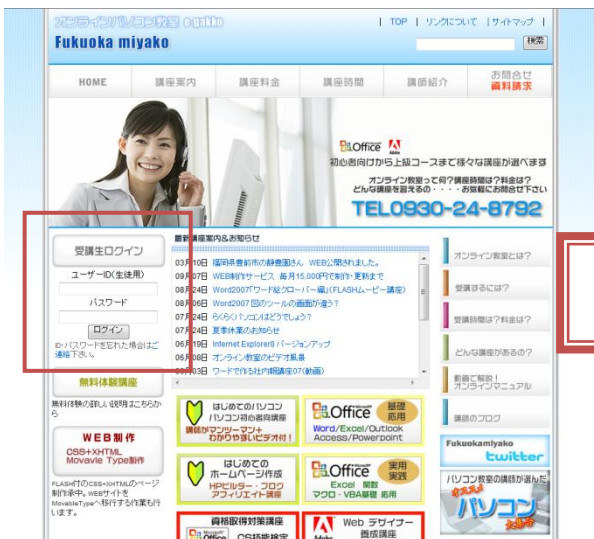 オンラインパソコン教室 e-gakko
Fukuoka miyako
| TOP | リンクについて | サイトマップ |
検索
HOME
講座案内
講座料金
講座時間
講師紹介
お問合せ
資料請求
Office Adobe
初心者向けから上級コースまで様々な講座が選べます
オンライン教室って何?講座時間は?料金は?
どんな講座を習えるの・・・・お気軽にお問合せ下さい
TEL0930-24-8792
受講生ログイン
ユーザーID(生徒用)
パスワード
ログイン
ID・パスワードを忘れた場合はご
連絡下さい。
無料体験講座
無料体験の詳しい説明はこちらか
ら
WEB制作
CSS+XHTML
Movavie Type制作
FLASH付のCSS+XHTMLのページ
制作承中。WEBサイトを
MovableTypeへ移行する作業も行
います。
最新講座案内&お知らせ
03月10日 福岡県豊前市の静豊園さん WEB公開されました。
09月07日 WEB制作サービス 毎月15,000円で制作・更新まで
08月24日 Word2007「ワード総クローバー編」(FLASHムービー講座)
08月06日 Word2007 図のツールの画面が違う?
07月24日 らくらくパソコンはどうでしょう?
07月24日 夏季休業のお知らせ
06月19日 Internet Explorer8 バージョンアップ
06月08日 オンライン教室のビデオ風景
06月03日 ワードで作る社内報講座07(動画)
はじめてのパソコン
パソコン初心者向講座
講師がマンツーマン+
わかりやすいビデオ付!
Office 基礎
応用
Word/Excel/Outlook
Access/Powerpoint
はじめての
ホームページ作成
HPビルダー・ブログ
アフィリエイト講座
Office 実用
実践
Excel 関数
マクロ・VBA基礎 応用
資格取得対策講座
Office CS技能検定
Adobe Web デザイナー
養成講座
オンライン教室とは?
受講するには?
受講時間は?料金は?
どんな講座があるの?
動画で解説!
オンラインマニュアル
講師のブログ
Fukuokamiyako
twitter
パソコン教室の講師が選んだ
オススメ
パソコン